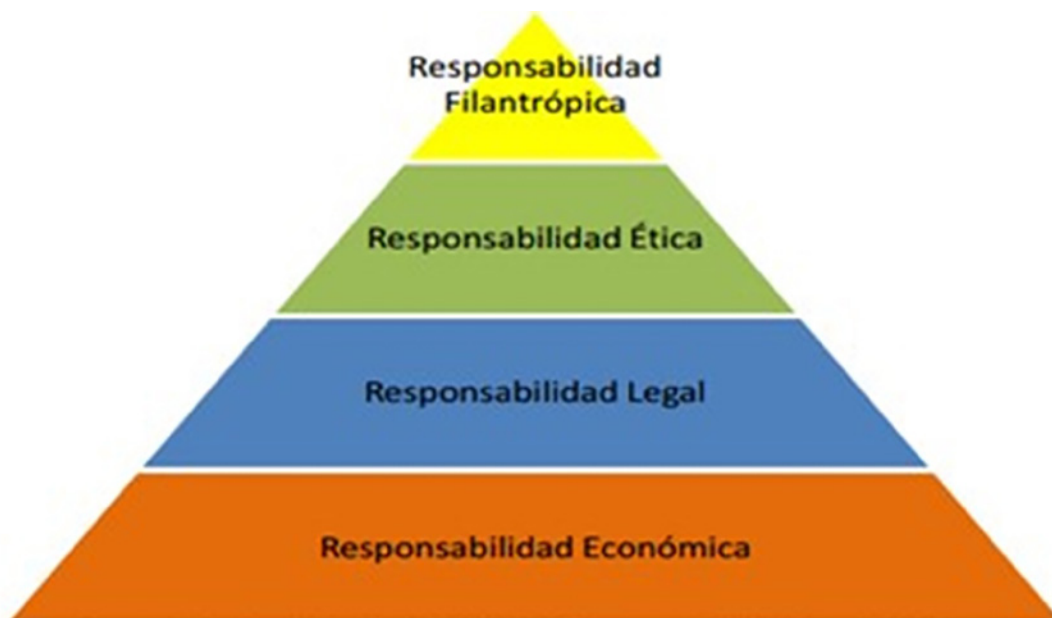 Responsabilidad
Filantrópica
Responsabilidad Ética
Responsabilidad Legal
Responsabilidad Económica